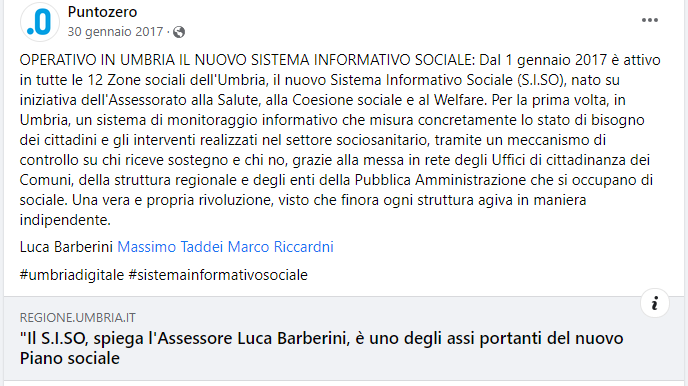 .0
Puntozero
30 gennaio 2017 ·
OPERATIVO IN UMBRIA IL NUOVO SISTEMA INFORMATIVO SOCIALE: Dal 1 gennaio 2017 è attivo
in tutte le 12 Zone sociali dell'Umbria, il nuovo Sistema Informativo Sociale (S.I.SO), nato su
iniziativa dell'Assessorato alla Salute, alla Coesione sociale e al Welfare. Per la prima volta, in
Umbria, un sistema di monitoraggio informativo che misura concretamente lo stato di bisogno
dei cittadini e gli interventi realizzati nel settore sociosanitario, tramite un meccanismo di
controllo su chi riceve sostegno e chi no, grazie alla messa in rete degli Uffici di cittadinanza dei
Comuni, della struttura regionale e degli enti della Pubblica Amministrazione che si occupano di
sociale. Una vera e propria rivoluzione, visto che finora ogni struttura agiva in maniera
indipendente.
Luca Barberini Massimo Taddei Marco Riccardni
#umbriadigitale #sistemainformativosociale
REGIONE.UMBRIA.IT
"Il S.I.SO, spiega l'Assessore Luca Barberini, è uno degli assi portanti del nuovo
Piano sociale